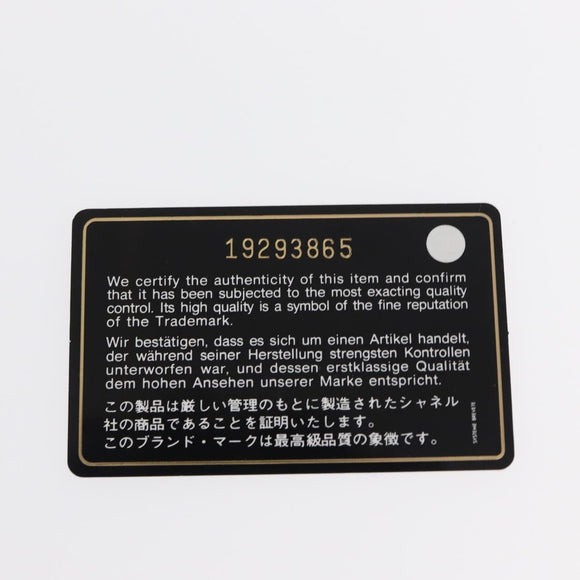 19293865
We certify the authenticity of this item and confirm
that it has been subjected to the most exacting quality
control. Its high quality is a symbol of the fine reputation
of the Trademark.
Wir bestätigen, dass es sich um einen Artikel handelt,
der während seiner Herstellung strengsten Kontrollen
unterworfen war, und dessen erstklassige Qualität
dem hohen Ansehen unserer Marke entspricht.
この製品は厳しい管理のもとに製造されたシャネル
社の商品であることを証明いたします。
このブランド・マークは最高級品質の象徴です。
SYSTEME BREVETE